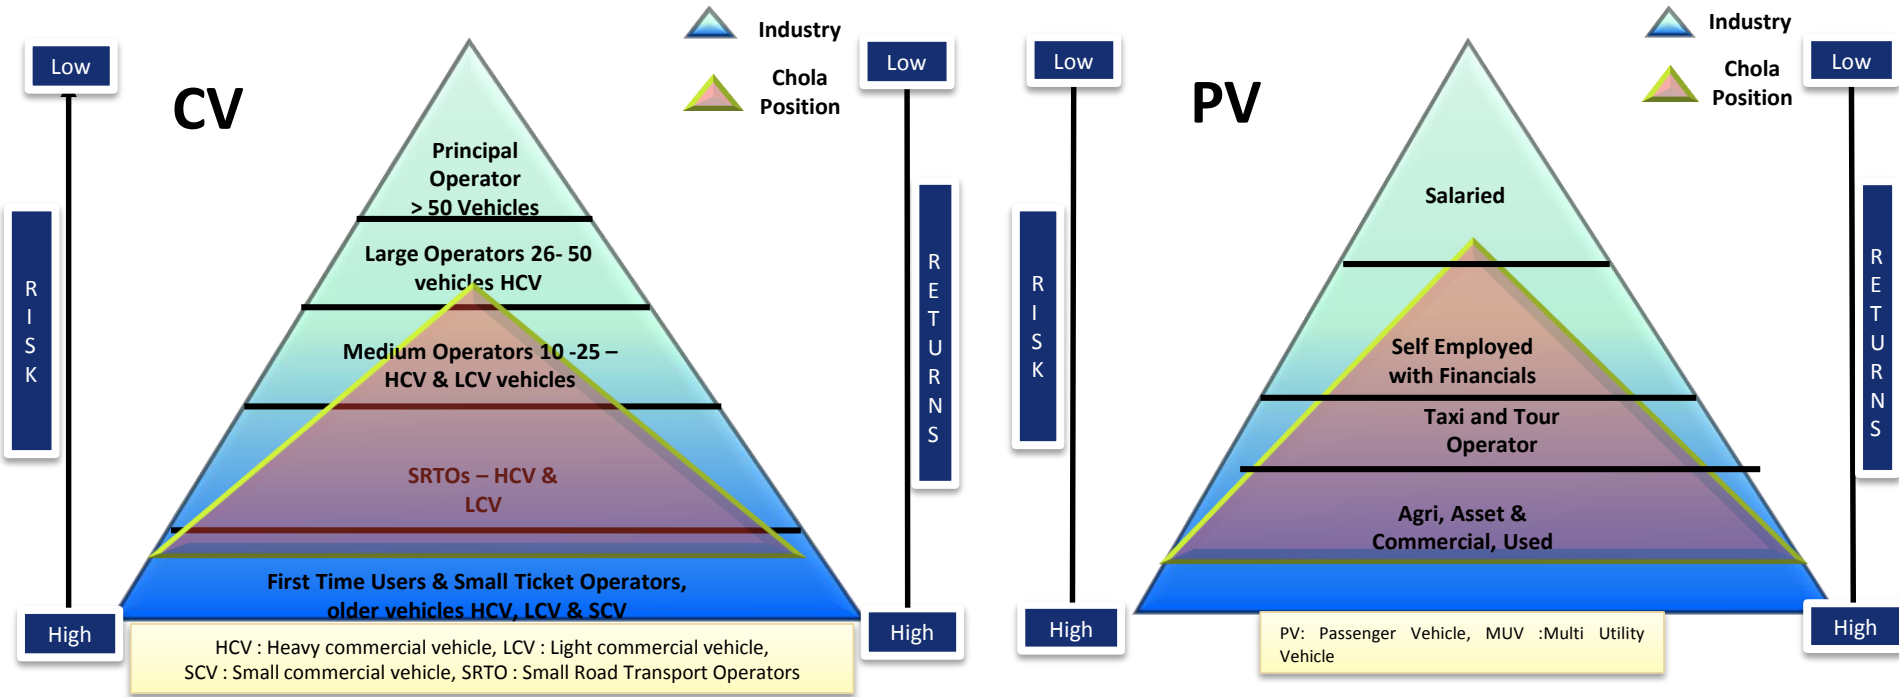 Low
CV
Industry
Chola
Position
Low
RISK
RETURNS
Principal
Operator
> 50 Vehicles
Large Operators 26- 50
vehicles HCV
Medium Operators 10 -25 –
HCV & LCV vehicles
SRTOs – HCV &
LCV
First Time Users & Small Ticket Operators,
older vehicles HCV, LCV & SCV
High
High
HCV : Heavy commercial vehicle, LCV : Light commercial vehicle,
SCV : Small commercial vehicle, SRTO : Small Road Transport Operators
Low
PV
Industry
Chola
Position
Low
RISK
RETURNS
Salaried
Self Employed
with Financials
Taxi and Tour
Operator
Agri, Asset &
Commercial, Used
High
High
PV: Passenger Vehicle, MUV :Multi Utility
Vehicle